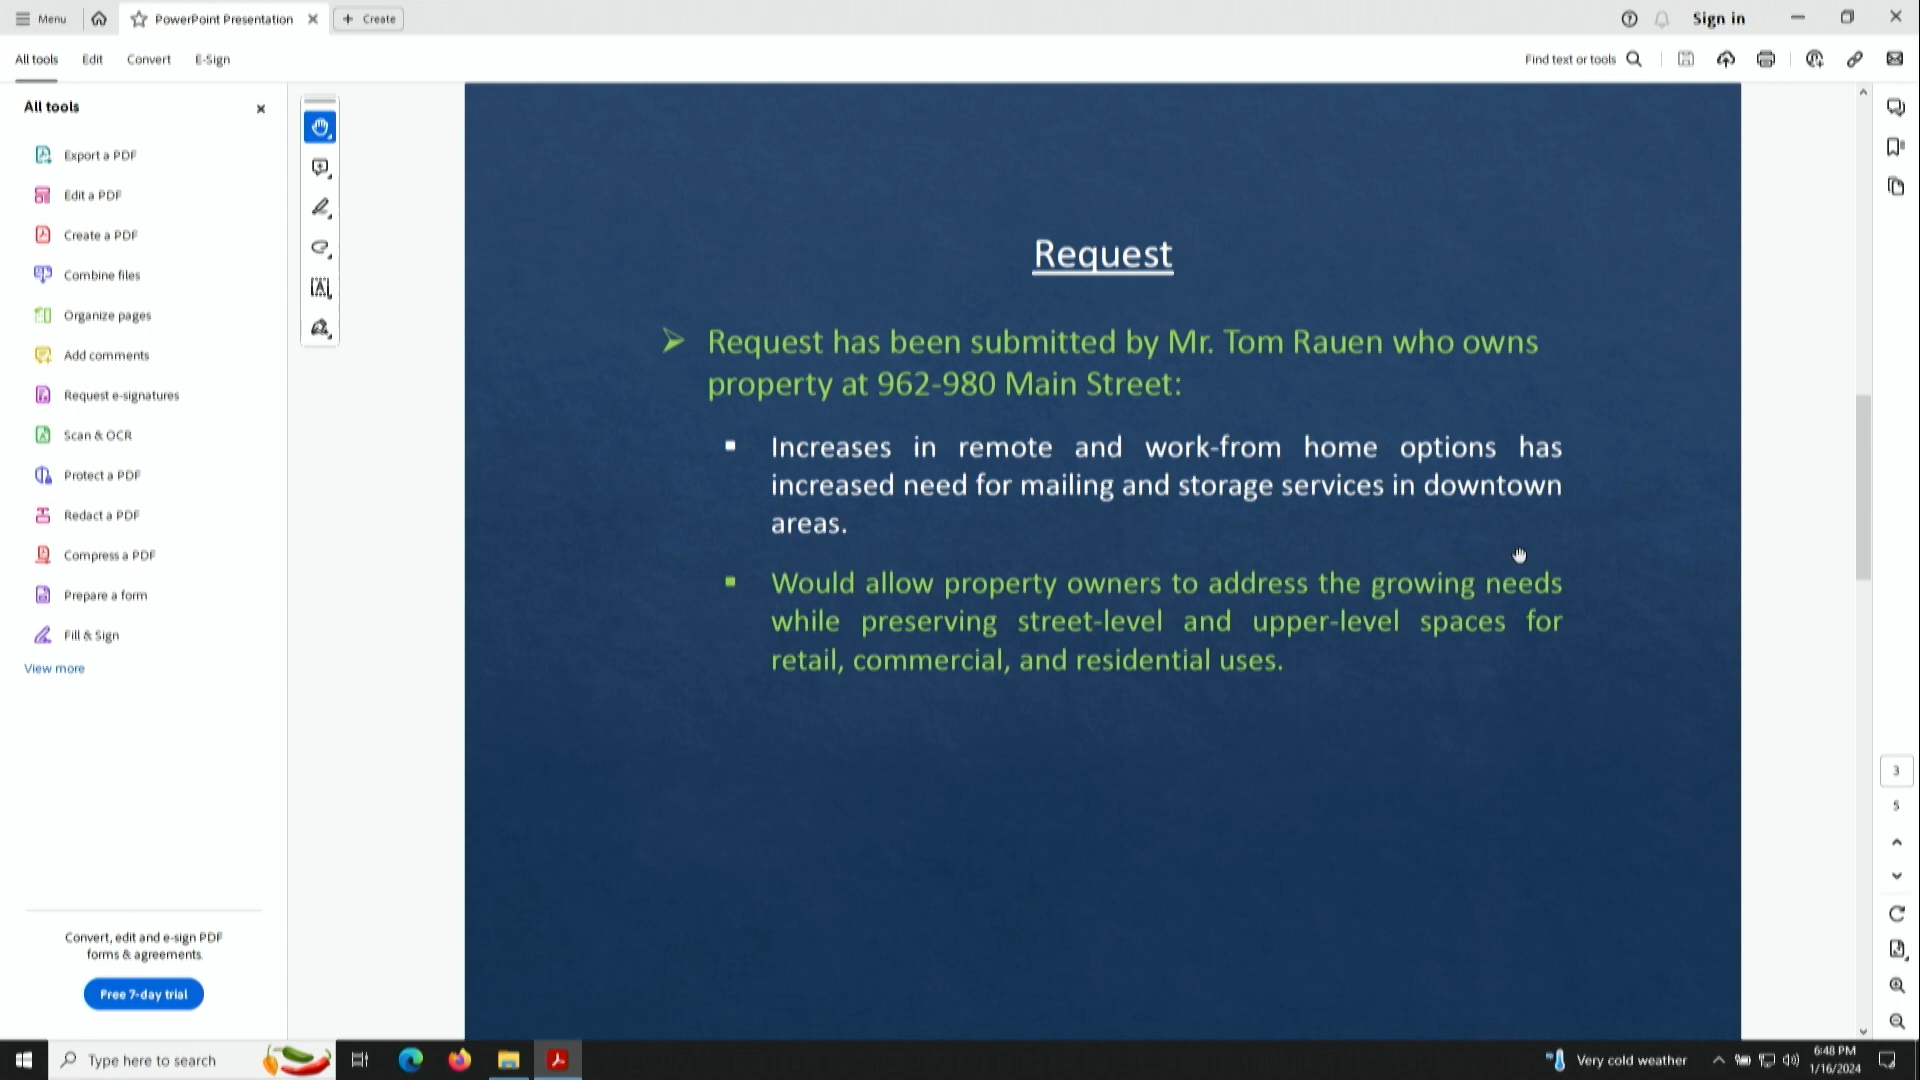 Menu
PowerPoint Presentation
Create
Sign in
All tools
Edit
Convert
E-Sign
Find text or tools
All tools
Export a PDF
Edit a PDF
Create a PDF
Combine files
Organize pages
Add comments
Request e-signatures
Scan & OCR
Protect a PDF
Redact a PDF
Compress a PDF
Prepare a form
Fill & Sign
View more
Convert, edit and e-sign PDF
forms & agreements
Free 7-day trial
Request
Request has been submitted by Mr. Tom Rauen who owns
property at 962-980 Main Street:
Increases in remote and work-from home options has
increased need for mailing and storage services in downtown
areas.
Would allow property owners to address the growing needs
while preserving street-level and upper-level spaces for
retail, commercial, and residential uses.
3
5
Type here to search
Very cold weather
6:48 PM
1/16/2024